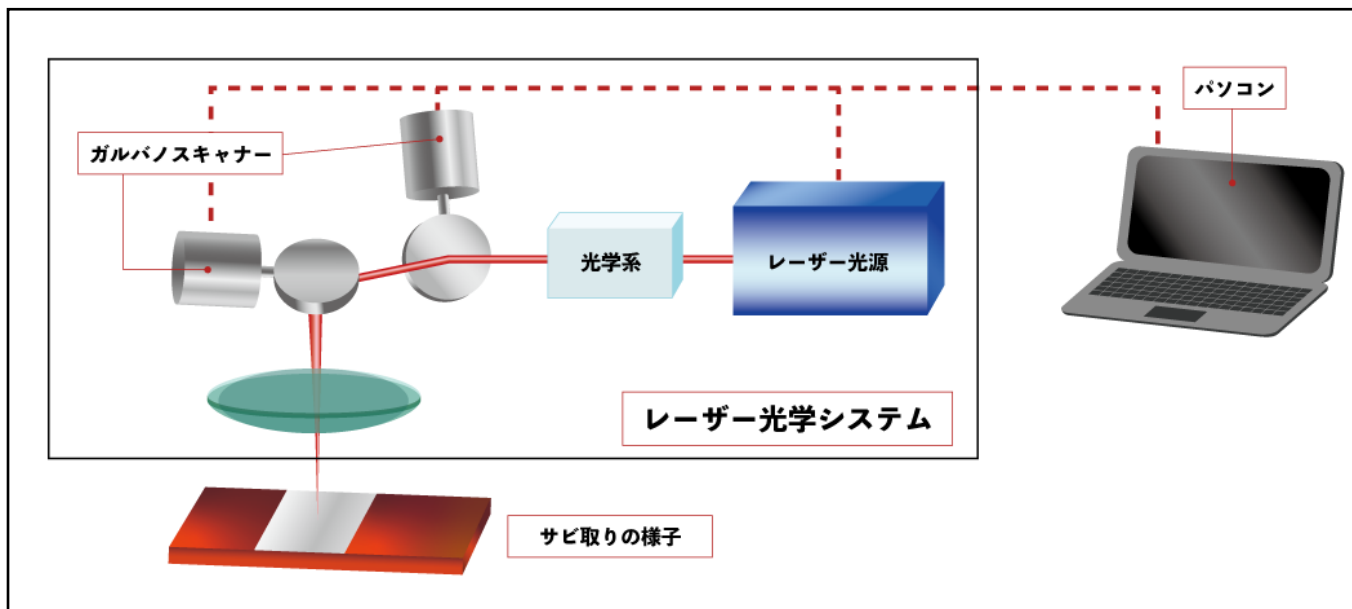 パソコン
ガルバノスキャナー
光学系
レーザー光源
レーザー光学システム
サビ取りの様子